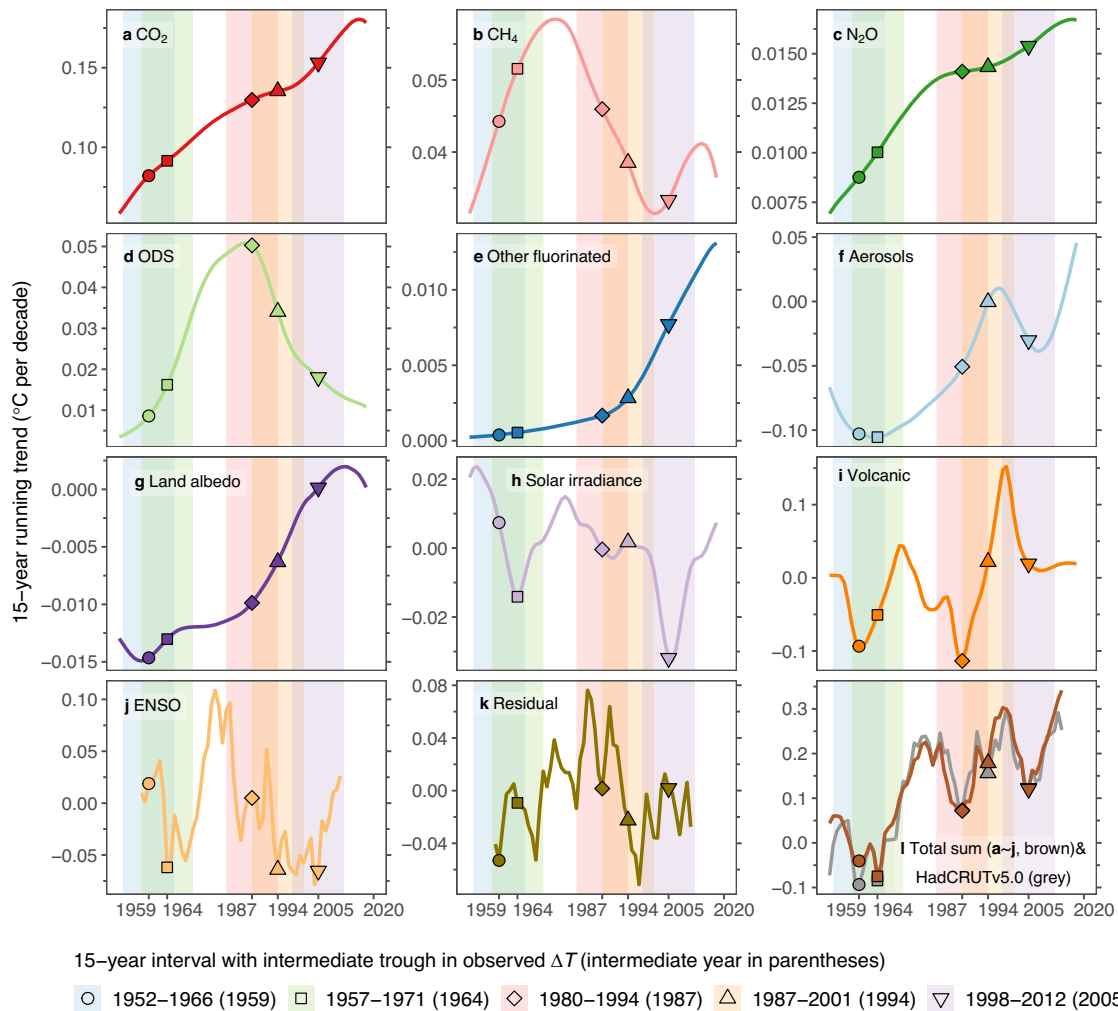 15−year running trend (°C per decade)
a CO₂
0.15
0.10
b CH₄
0.05
0.04
c N₂O
0.0150
0.0125
0.0100
0.0075
d ODS
0.05
0.04
0.03
0.02
0.01
e Other fluorinated
0.010
0.005
0.000
f Aerosols
0.05
0.00
−0.05
−0.10
g Land albedo
0.000
−0.005
−0.010
−0.015
h Solar irradiance
0.02
0.00
−0.02
i Volcanic
0.1
0.0
−0.1
j ENSO
0.10
0.05
0.00
−0.05
1959 1964 1987 1994 2005 2020
k Residual
0.08
0.04
0.00
−0.04
1959 1964 1987 1994 2005 2020
0.3
0.2
0.1
0.0
−0.1
l Total sum (a~j, brown)&
HadCRUTv5.0 (grey)
1959 1964 1987 1994 2005 2020
15−year interval with intermediate trough in observed ΔT (intermediate year in parentheses)
1952−1966 (1959) 1957−1971 (1964) 1980−1994 (1987) 1987−2001 (1994) 1998−2012 (2005